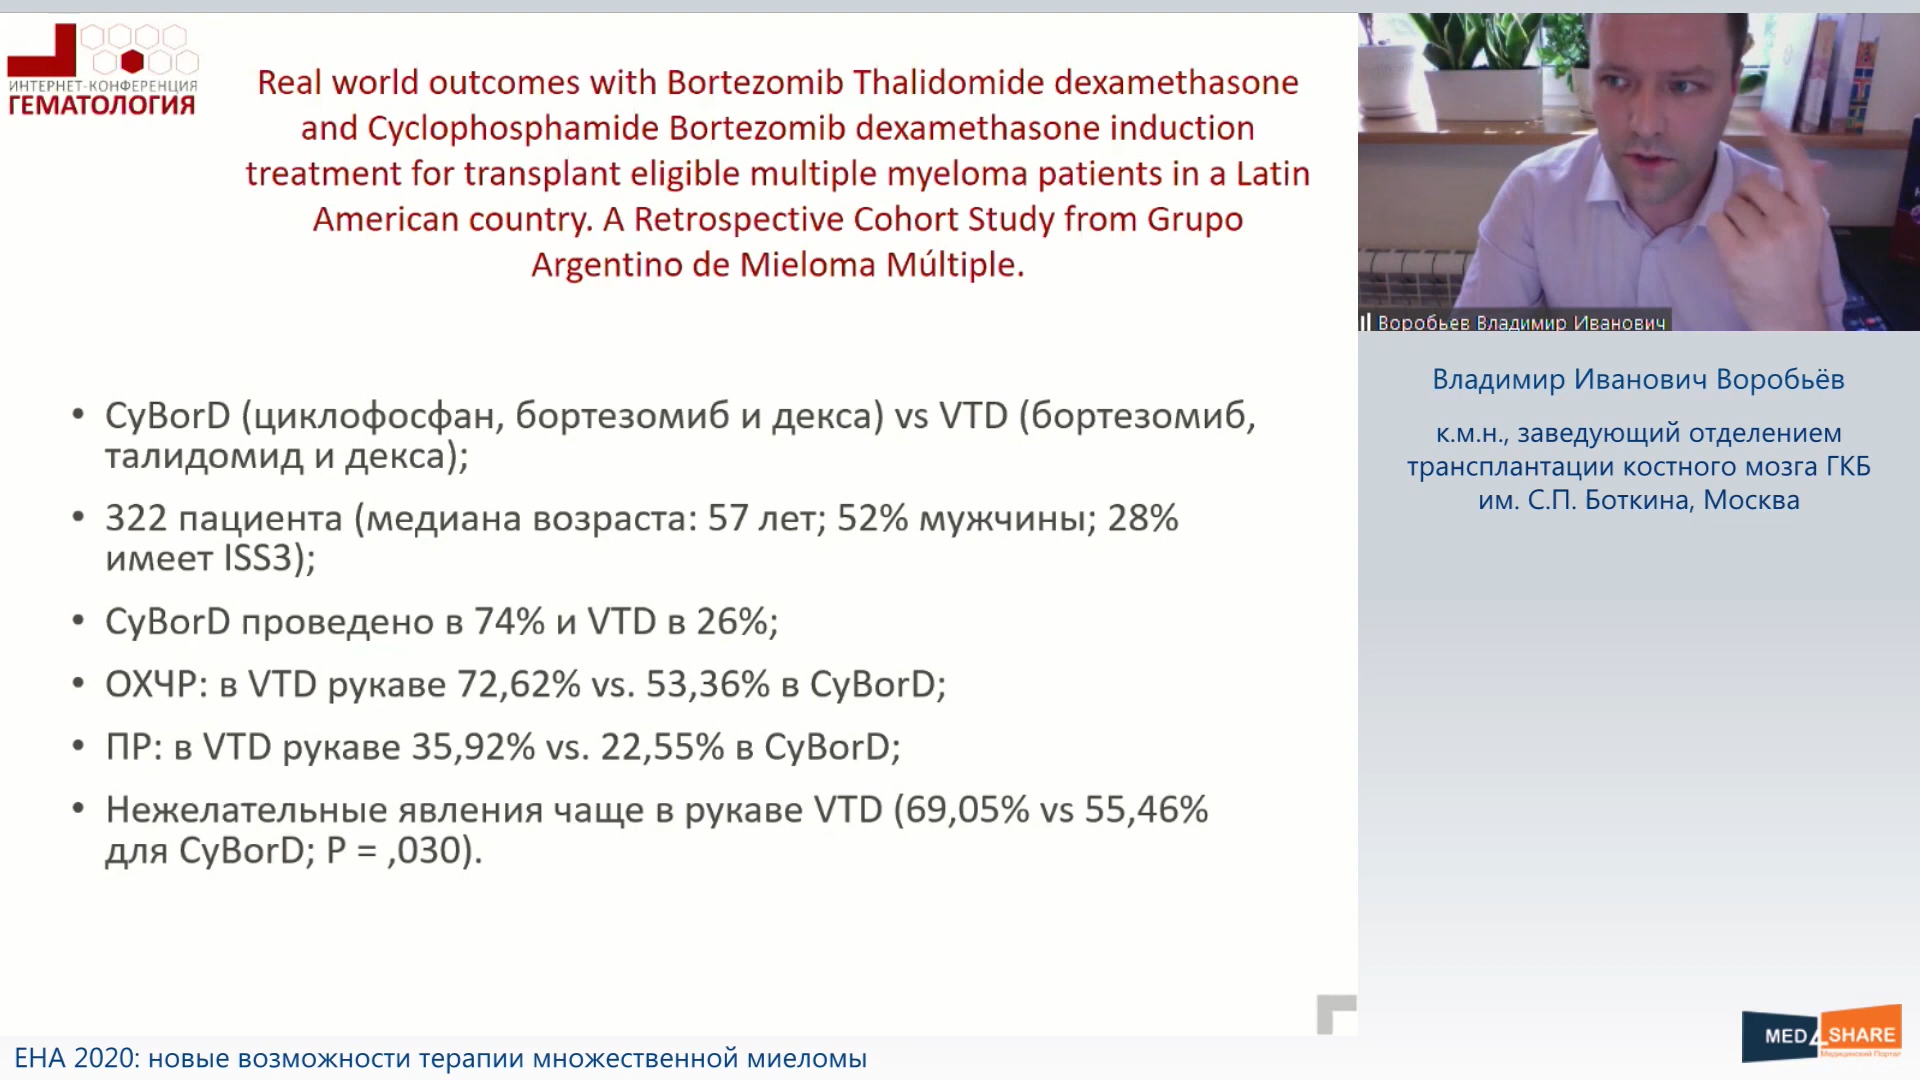 ИНТЕРНЕТ-КОНФЕРЕНЦИЯ
ГЕМАТОЛОГИЯ
Real world outcomes with Bortezomib Thalidomide dexamethasone
and Cyclophosphamide Bortezomib dexamethasone induction
treatment for transplant eligible multiple myeloma patients in a Latin
American country. A Retrospective Cohort Study from Grupo
Argentino de Mieloma Múltiple.
• CyBorD (циклофосфан, бортезомиб и декса) vs VTD (бортезомиб,
талидомид и декса);
• 322 пациента (медиана возраста: 57 лет; 52% мужчины; 28%
имеет ISS3);
• CyBorD проведено в 74% и VTD в 26%;
• ОХЧР: в VTD рукаве 72,62% vs. 53,36% в CyBorD;
• ПР: в VTD рукаве 35,92% vs. 22,55% в CyBorD;
• Нежелательные явления чаще в рукаве VTD (69,05% vs 55,46%
для CyBorD; P = ,030).
Воробьев Владимир Иванович
Владимир Иванович Воробьёв
к.м.н., заведующий отделением
трансплантации костного мозга ГКБ
им. С.П. Боткина, Москва
MED4SHARE
Медицинский Портал
EHA 2020: новые возможности терапии множественной миеломы